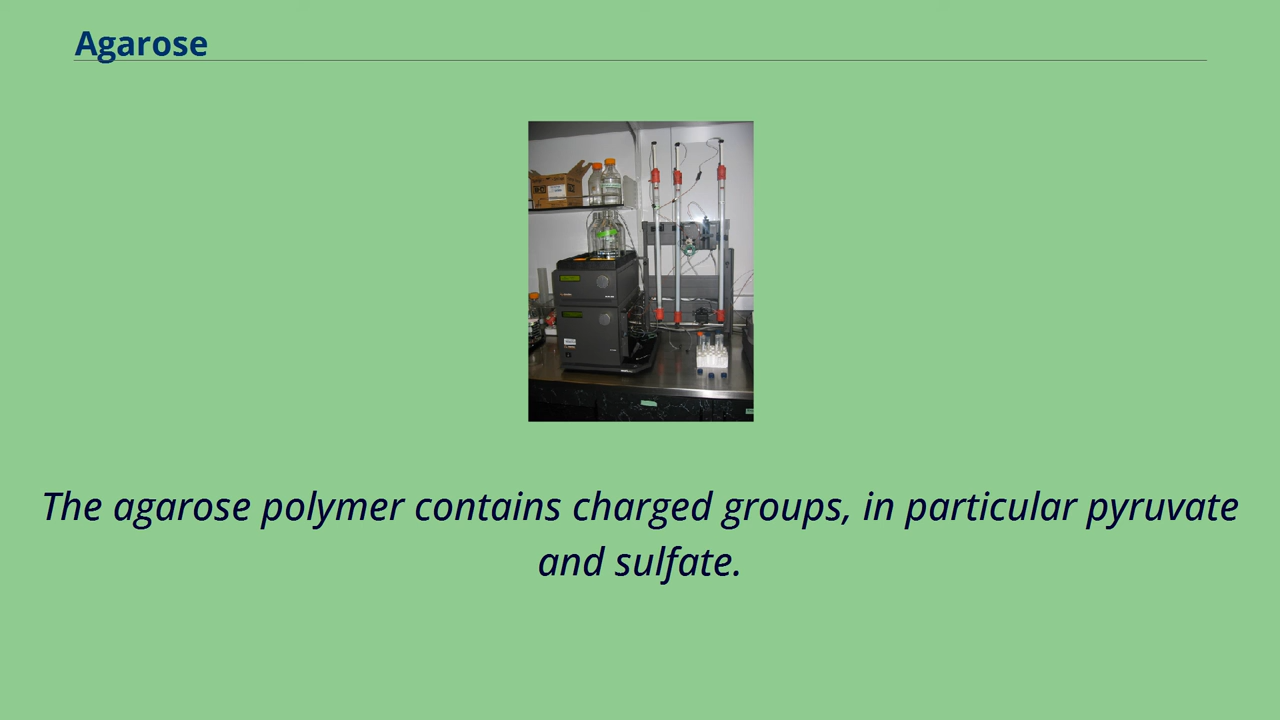 Agarose
The agarose polymer contains charged groups, in particular pyruvate
and sulfate.